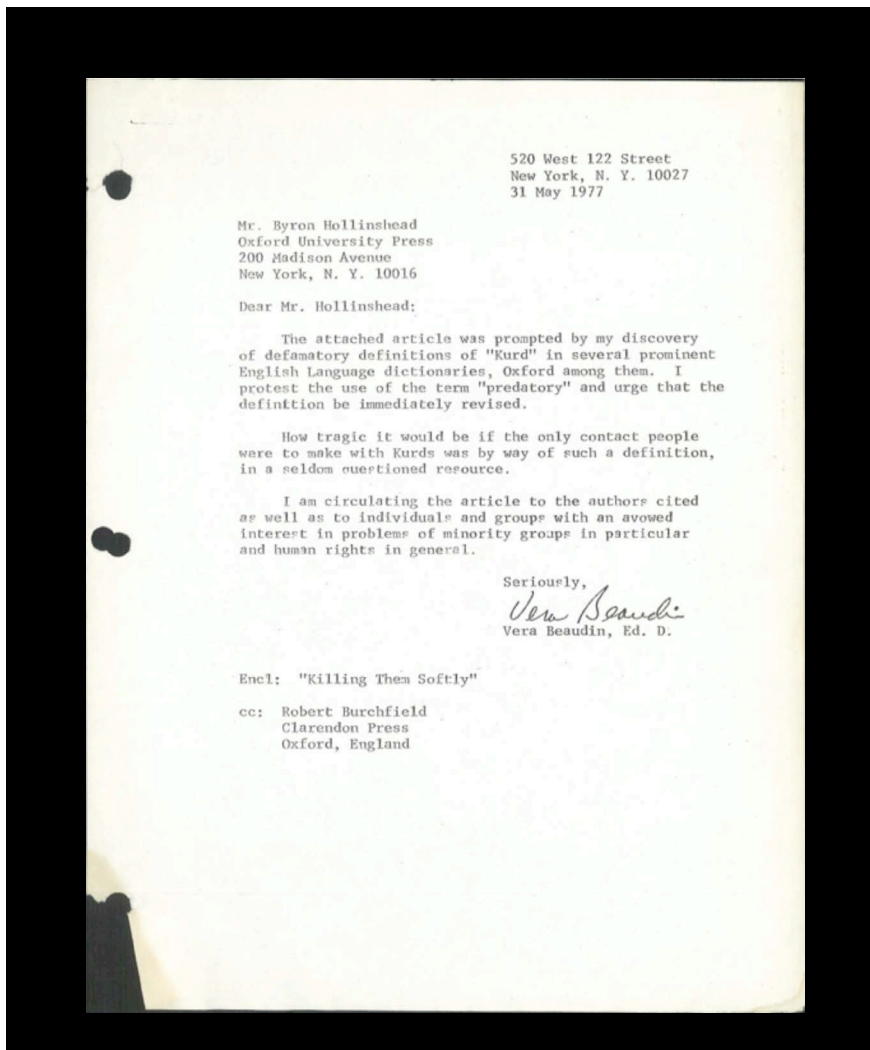 520 West 122 Street
New York, N. Y. 10027
31 May 1977
Mr. Byron Hollinshead
Oxford University Press
200 Madison Avenue
New York, N. Y. 10016
Dear Mr. Hollinshead:
The attached article was prompted by my discovery
of defamatory definitions of "Kurd" in several prominent
English Language dictionaries, Oxford among them. I
protest the use of the term "predatory" and urge that the
definition be immediately revised.
How tragic it would be if the only contact people
were to make with Kurds was by way of such a definition,
in a seldom questioned resource.
I am circulating the article to the authors cited
as well as to individuals and groups with an avowed
interest in problems of minority groups in particular
and human rights in general.
Seriously,
Vera Beaudin
Vera Beaudin, Ed. D.
Encl: "Killing Them Softly"
cc: Robert Burchfield
Clarendon Press
Oxford, England